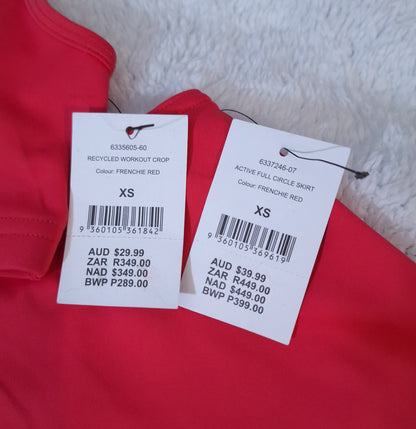 6335605-60
RECYCLED WORKOUT CROP
Colour: FRENCHIE RED
XS
9 360105 361842
AUD $29.99
ZAR R349.00
NAD $349.00
BWP P289.00
6337246-07
ACTIVE FULL CIRCLE SKIRT
Colour: FRENCHIE RED
XS
9 360105 369619
AUD $39.99
ZAR R449.00
NAD $449.00
BWP P399.00